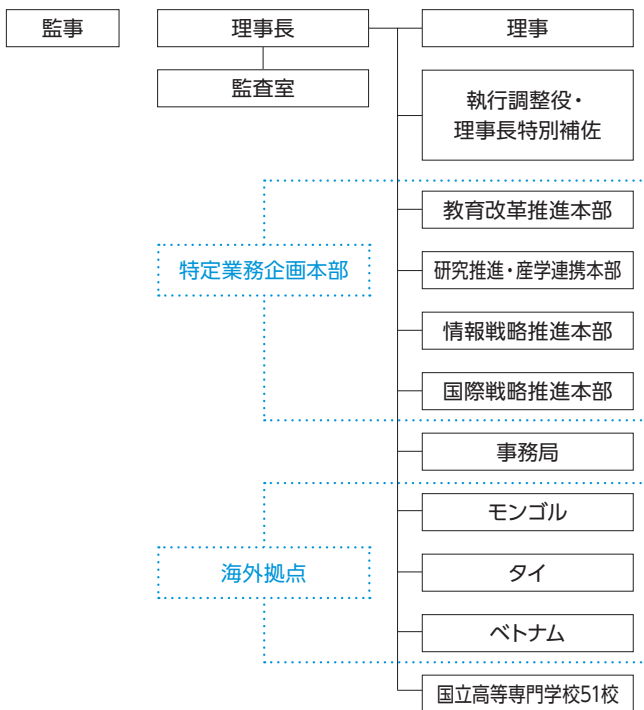 監事
理事長
理事
監査室
執行調整役・
理事長特別補佐
教育改革推進本部
特定業務企画本部
研究推進・産学連携本部
情報戦略推進本部
国際戦略推進本部
事務局
モンゴル
海外拠点
タイ
ベトナム
国立高等専門学校51校